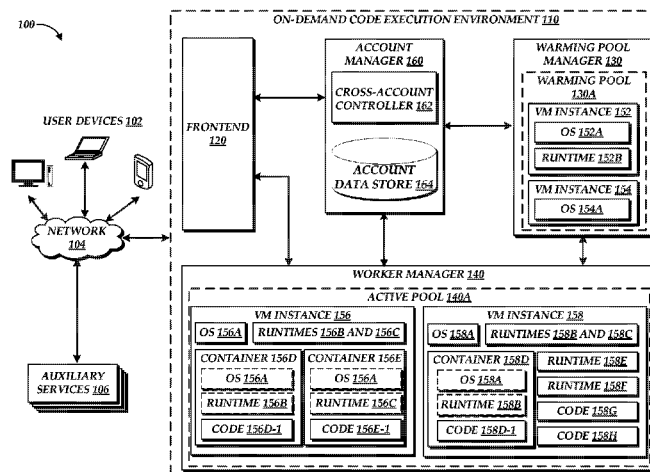 100
ON-DEMAND CODE EXECUTION ENVIRONMENT 110
USER DEVICES 102
NETWORK
104
AUXILIARY
SERVICES 106
FRONTEND
120
ACCOUNT
MANAGER 160
CROSS-ACCOUNT
CONTROLLER 162
ACCOUNT
DATA STORE 164
WARMING POOL
MANAGER 130
WARMING POOL
130A
VM INSTANCE 152
OS 152A
RUNTIME 152B
VM INSTANCE 154
OS 154A
WORKER MANAGER 140
ACTIVE POOL 140A
VM INSTANCE 156
OS 156A
RUNTIMES 156B AND 156C
CONTAINER 156D
OS 156A
RUNTIME 156B
CODE 156D-1
CONTAINER 156E
OS 156A
RUNTIME 156C
CODE 156E-1
VM INSTANCE 158
OS 158A
RUNTIMES 158B AND 158C
CONTAINER 158D
OS 158A
RUNTIME 158B
CODE 158D-1
RUNTIME 158E
RUNTIME 158F
CODE 158G
CODE 158H